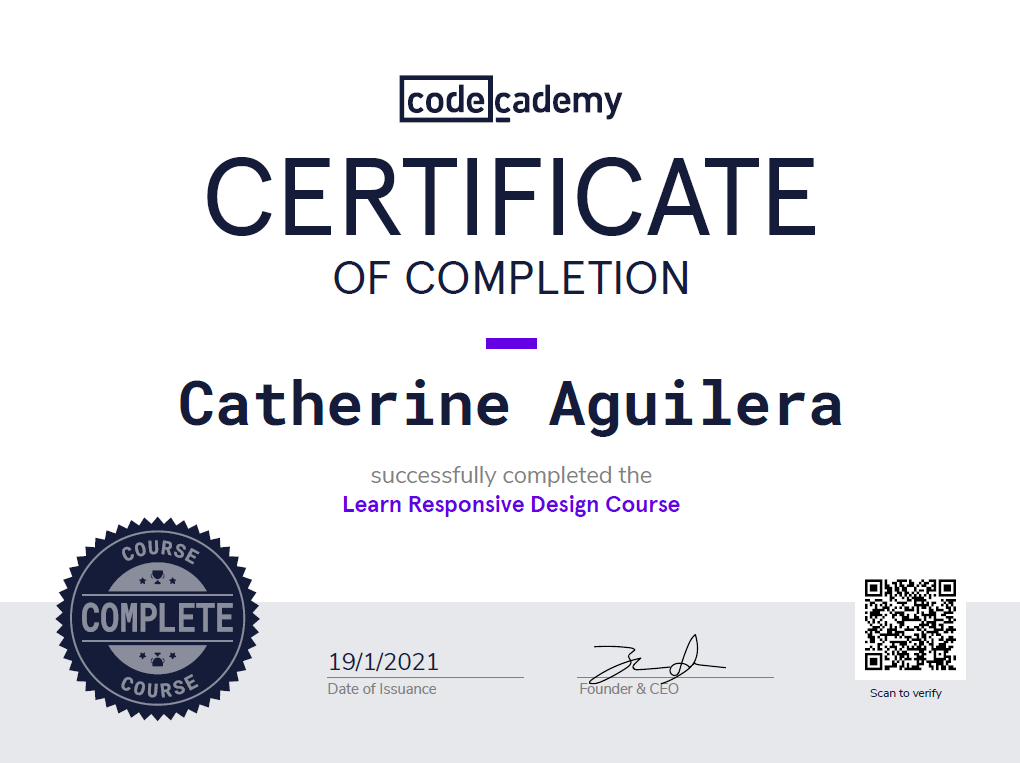 codecademy
CERTIFICATE
OF COMPLETION
Catherine Aguilera
successfully completed the
Learn Responsive Design Course
COURSE
COMPLETE
COURSE
19/1/2021
Date of Issuance
Founder & CEO
Scan to verify